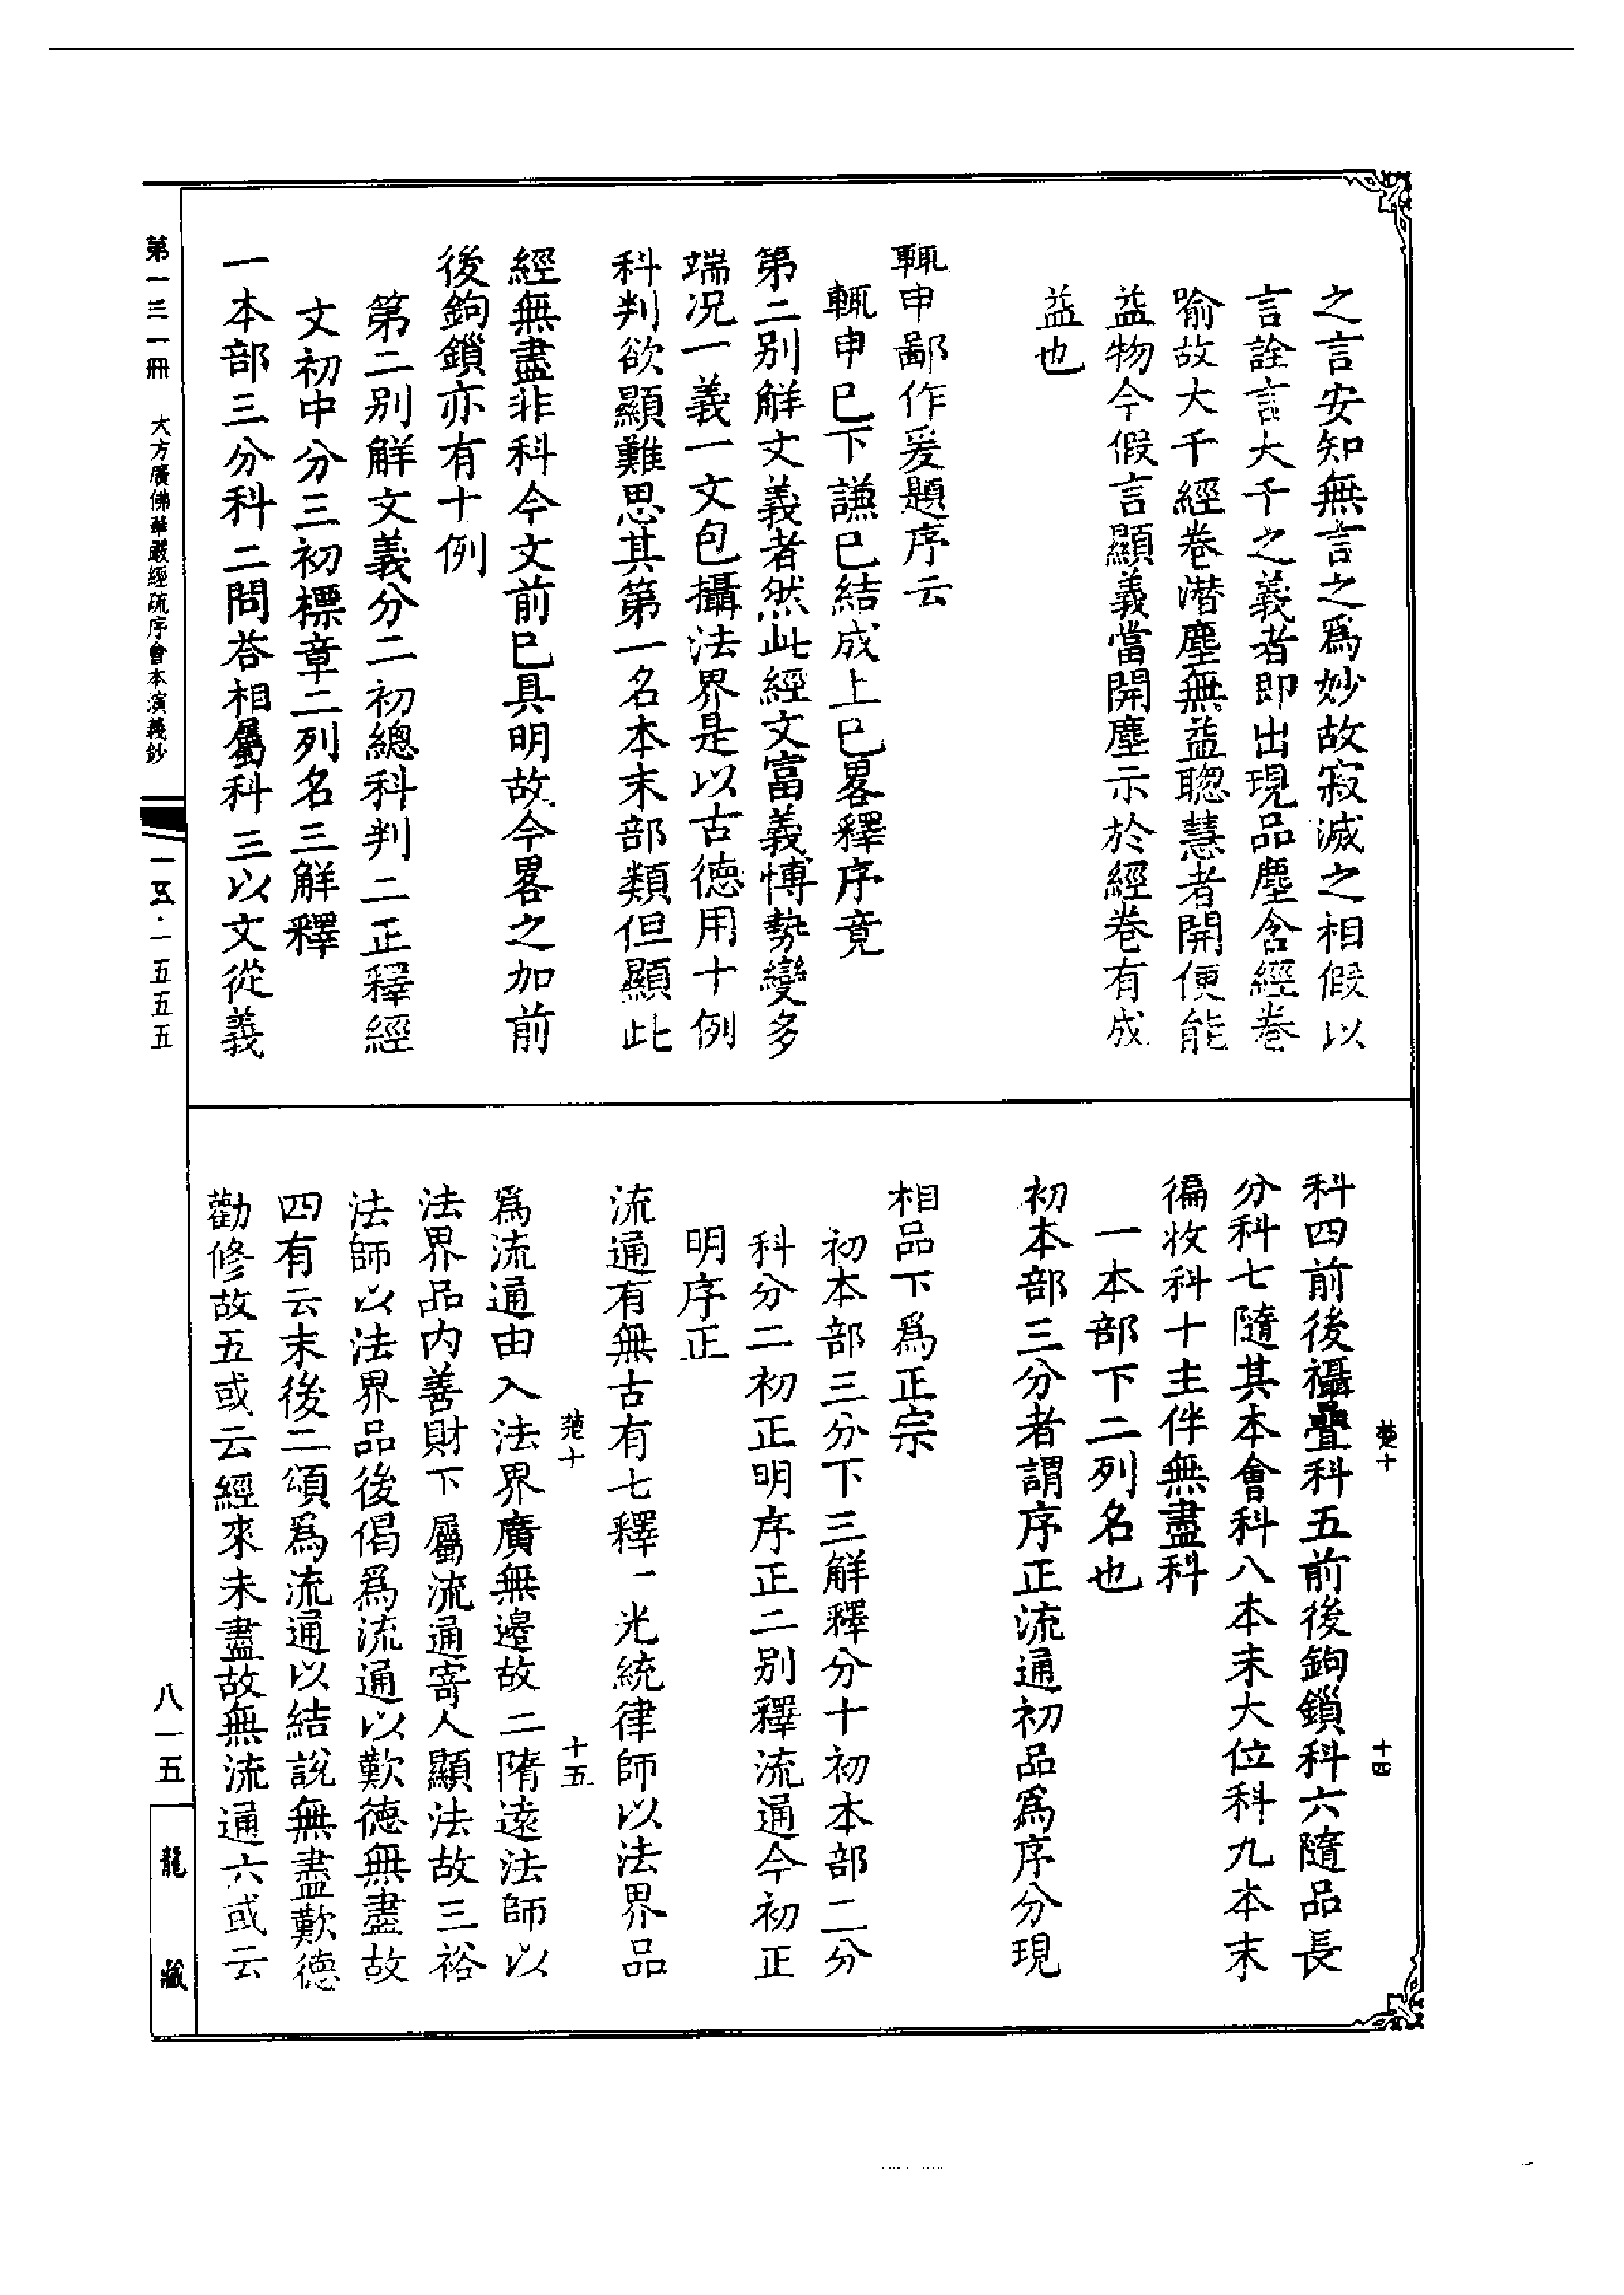 之言安知無言之爲妙故寂滅之相假以
言詮言大千之義者即出現品塵含經卷
喻故大千經卷潛塵無益聰慧者開便能
益物今假言顯義當開塵示於經卷有成
益也
輒申鄙作爰題序云
輒申巳下謙巳結成上巳畧釋序竟
第二别解文義者然此經文富義博勢變多
端况一義一文包攝法界是以古德用十例
科判欲顯難思其第一名本末部類但顯此
經無盡非科今文前巳具明故今畧之加前
後鉤鎖亦有十例
第二别解文義分二初總科判二正釋經
文初中分三初標章二列名三解釋
一本部三分科二問荅相屬科三以文從義
科四前後攝疊科五前後鉤鎖科六隨品長
分科七隨其本會科八本末大位科九本末
徧收科十主伴無盡科
一本部下二列名也
初本部三分者謂序正流通初品爲序分現
相品下爲正宗
初本部三分下三解釋分十初本部二分
科分二初正明序正二别釋流通今初正
明序正
流通有無古有七釋一光統律師以法界品
爲流通由入法界廣無邊故二隋遠法師以
法界品内善財下屬流通寄人顯法故三裕
法師以法界品後偈爲流通以歎德無盡故
四有云末後二頌爲流通以結說無盡歎德
勸修故五或云經來未盡故無流通六或云
楚十
十四
楚十
十五
第一三一冊
大方廣佛華嚴經疏序會本演義鈔
一五·一五五五
八一五
龍藏